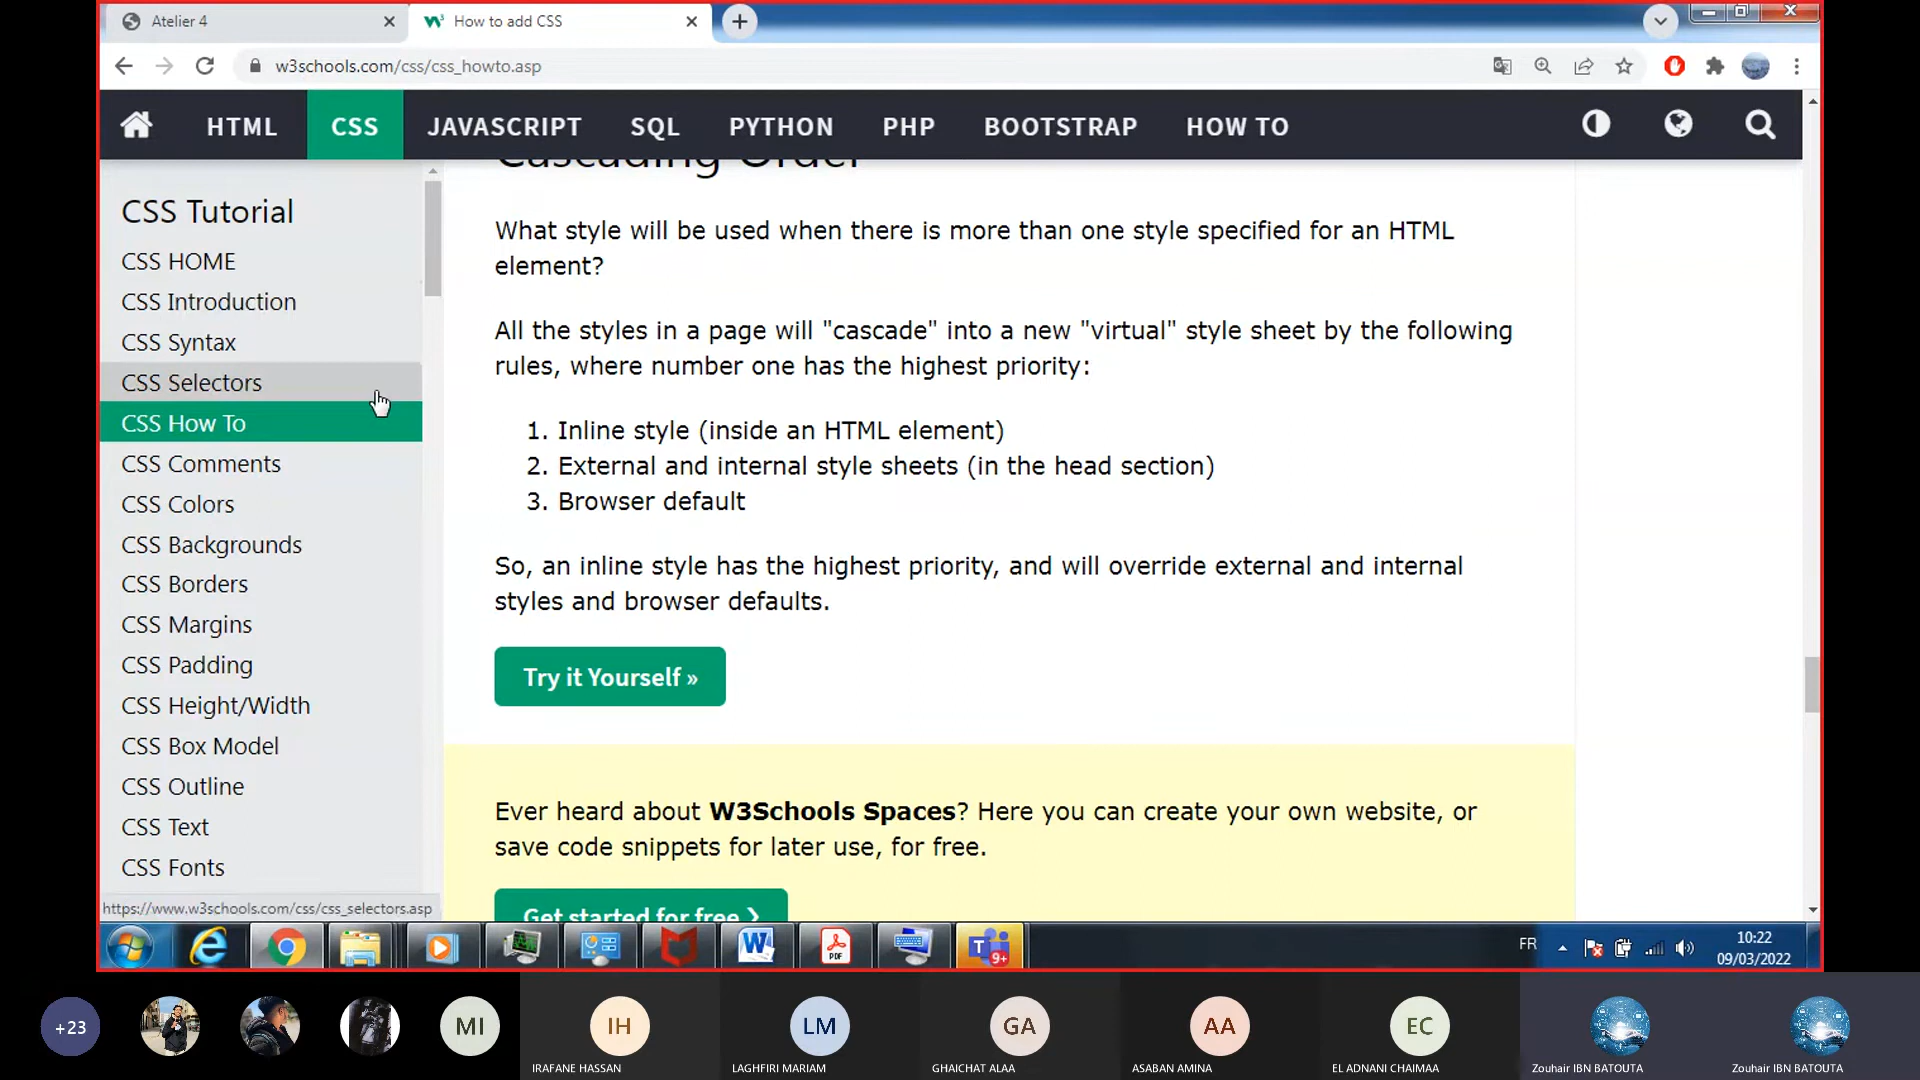 Atelier 4
How to add CSS
w3schools.com/css/css_howto.asp
HTML
CSS
JAVASCRIPT
SQL
PYTHON
PHP
BOOTSTRAP
HOW TO
CSS Tutorial
CSS HOME
CSS Introduction
CSS Syntax
CSS Selectors
CSS How To
CSS Comments
CSS Colors
CSS Backgrounds
CSS Borders
CSS Margins
CSS Padding
CSS Height/Width
CSS Box Model
CSS Outline
CSS Text
CSS Fonts
https://www.w3schools.com/css/css_selectors.asp
Cascading Order
What style will be used when there is more than one style specified for an HTML
element?
All the styles in a page will "cascade" into a new "virtual" style sheet by the following
rules, where number one has the highest priority:
1. Inline style (inside an HTML element)
2. External and internal style sheets (in the head section)
3. Browser default
So, an inline style has the highest priority, and will override external and internal
styles and browser defaults.
Try it Yourself »
Ever heard about W3Schools Spaces? Here you can create your own website, or
save code snippets for later use, for free.
Get started for free ❯
PDF
9+
FR
10:22
09/03/2022
+23
MI
IH
IRAFANE HASSAN
LM
LAGHFIRI MARIAM
GA
GHAICHAT ALAA
AA
ASABAN AMINA
EC
EL ADNANI CHAIMAA
Zouhair IBN BATOUTA
Zouhair IBN BATOUTA